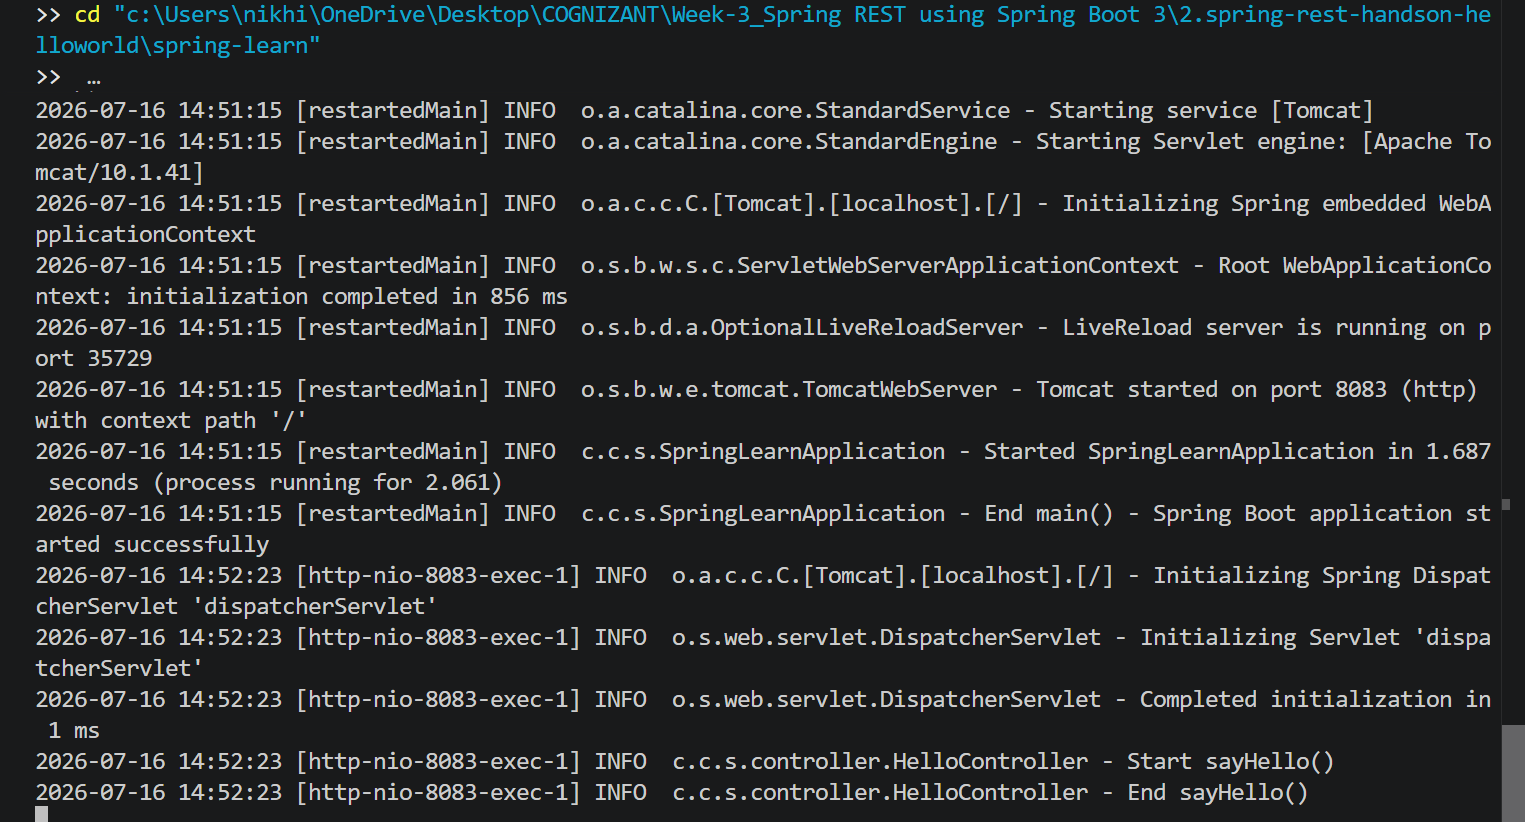 >> cd "c:\Users\nikhi\OneDrive\Desktop\COGNIZANT\Week-3_Spring REST using Spring Boot 3\2.spring-rest-handson-he
lloworld\spring-learn"
>>  …
2026-07-16 14:51:15 [restartedMain] INFO  o.a.catalina.core.StandardService - Starting service [Tomcat]
2026-07-16 14:51:15 [restartedMain] INFO  o.a.catalina.core.StandardEngine - Starting Servlet engine: [Apache To
mcat/10.1.41]
2026-07-16 14:51:15 [restartedMain] INFO  o.a.c.c.C.[Tomcat].[localhost].[/] - Initializing Spring embedded WebA
pplicationContext
2026-07-16 14:51:15 [restartedMain] INFO  o.s.b.w.s.c.ServletWebServerApplicationContext - Root WebApplicationCo
ntext: initialization completed in 856 ms
2026-07-16 14:51:15 [restartedMain] INFO  o.s.b.d.a.OptionalLiveReloadServer - LiveReload server is running on p
ort 35729
2026-07-16 14:51:15 [restartedMain] INFO  o.s.b.w.e.tomcat.TomcatWebServer - Tomcat started on port 8083 (http)
with context path '/'
2026-07-16 14:51:15 [restartedMain] INFO  c.c.s.SpringLearnApplication - Started SpringLearnApplication in 1.687
 seconds (process running for 2.061)
2026-07-16 14:51:15 [restartedMain] INFO  c.c.s.SpringLearnApplication - End main() - Spring Boot application st
arted successfully
2026-07-16 14:52:23 [http-nio-8083-exec-1] INFO  o.a.c.c.C.[Tomcat].[localhost].[/] - Initializing Spring Dispat
cherServlet 'dispatcherServlet'
2026-07-16 14:52:23 [http-nio-8083-exec-1] INFO  o.s.web.servlet.DispatcherServlet - Initializing Servlet 'dispa
tcherServlet'
2026-07-16 14:52:23 [http-nio-8083-exec-1] INFO  o.s.web.servlet.DispatcherServlet - Completed initialization in
 1 ms
2026-07-16 14:52:23 [http-nio-8083-exec-1] INFO  c.c.s.controller.HelloController - Start sayHello()
2026-07-16 14:52:23 [http-nio-8083-exec-1] INFO  c.c.s.controller.HelloController - End sayHello()